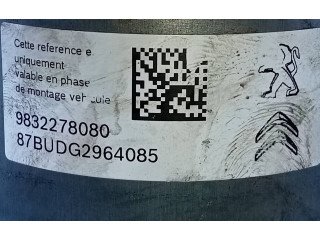 Cette reference e
uniquement
valable en phase
de montage vehicule
9832278080
87BUDG2964085